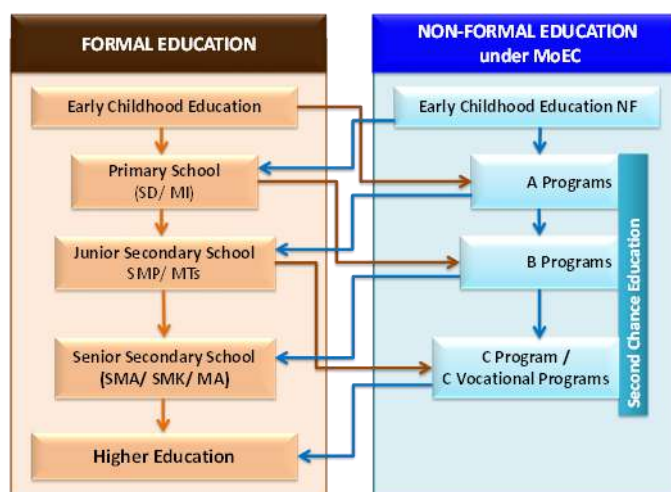 FORMAL EDUCATION
Early Childhood Education
Primary School
(SD/ MI)
Junior Secondary School
SMP/ MTs
Senior Secondary School
(SMA/ SMK/ MA)
Higher Education
NON-FORMAL EDUCATION
under MoEC
Early Childhood Education NF
A Programs
B Programs
C Program /
C Vocational Programs
Second Chance Education